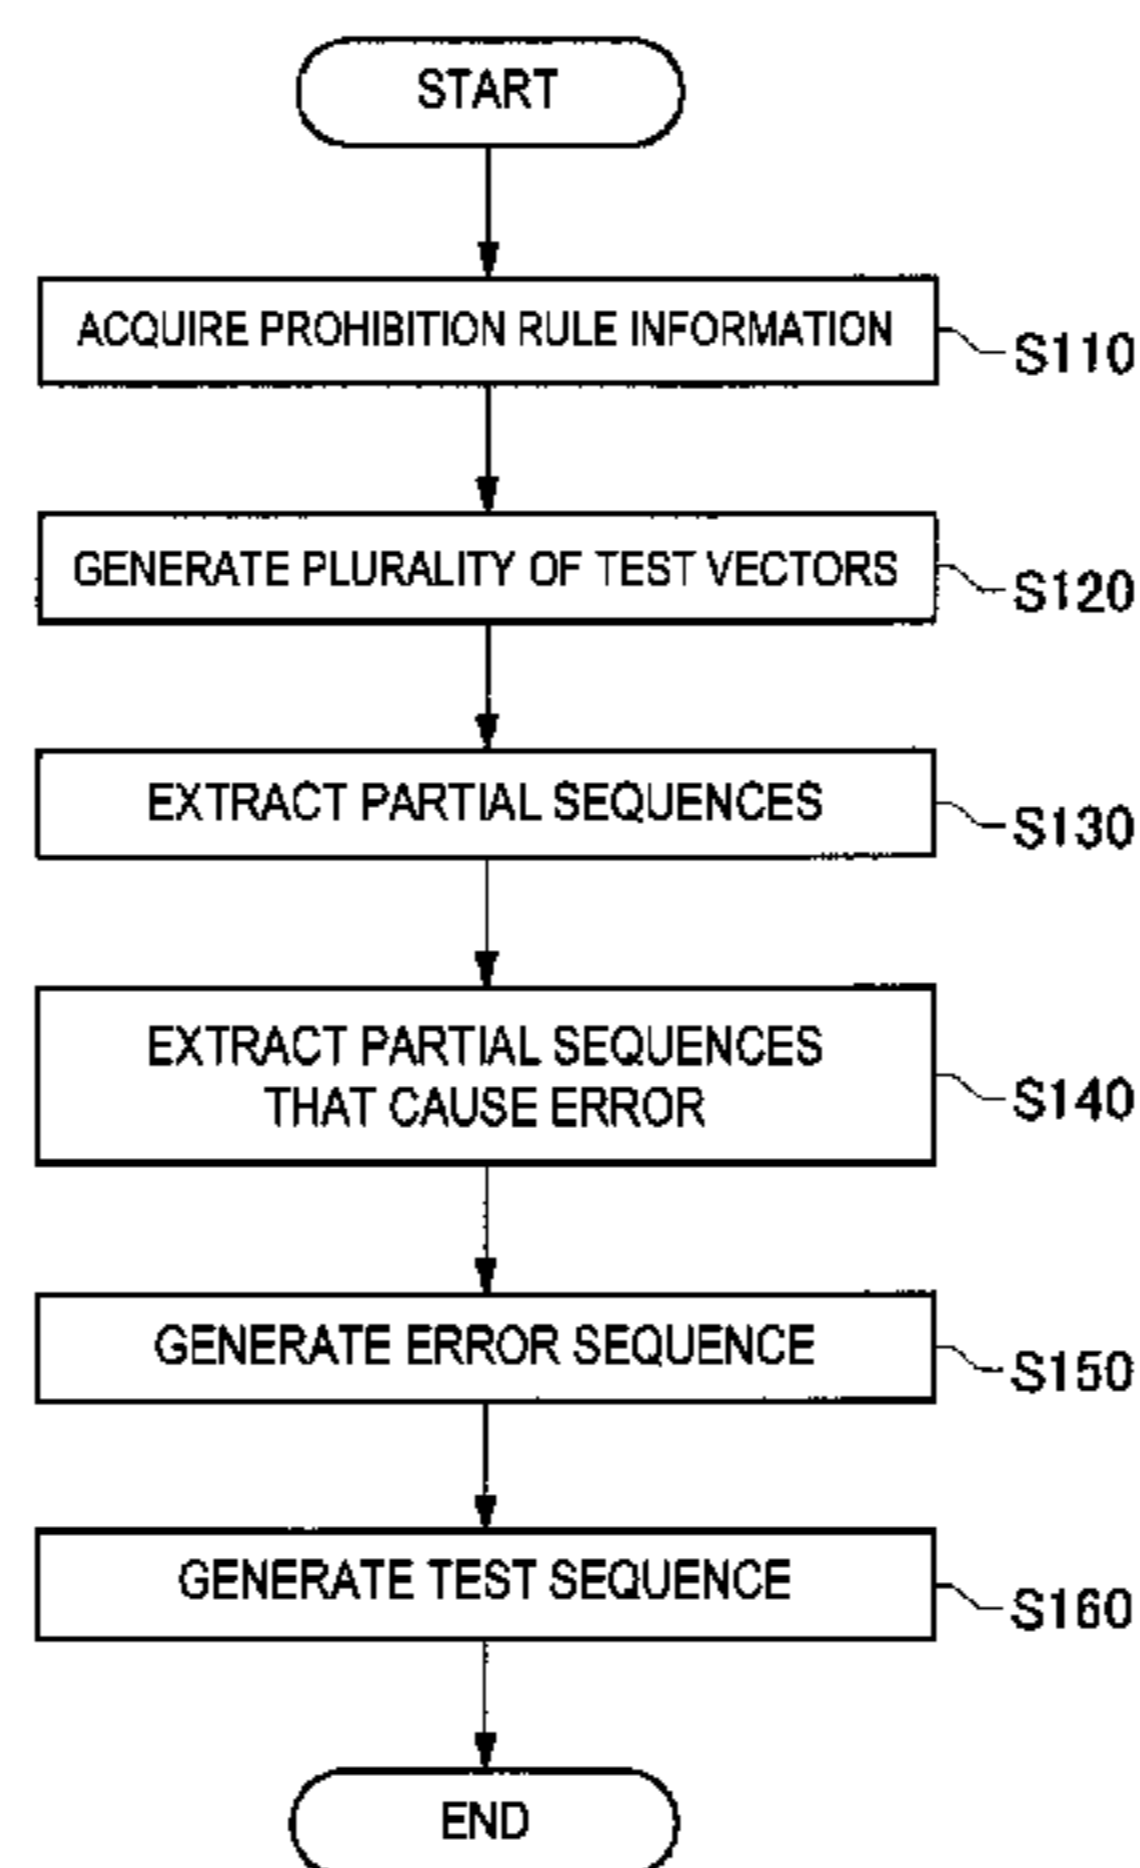 START
ACQUIRE PROHIBITION RULE INFORMATION
S110
GENERATE PLURALITY OF TEST VECTORS
S120
EXTRACT PARTIAL SEQUENCES
S130
EXTRACT PARTIAL SEQUENCES
THAT CAUSE ERROR
S140
GENERATE ERROR SEQUENCE
S150
GENERATE TEST SEQUENCE
S160
END